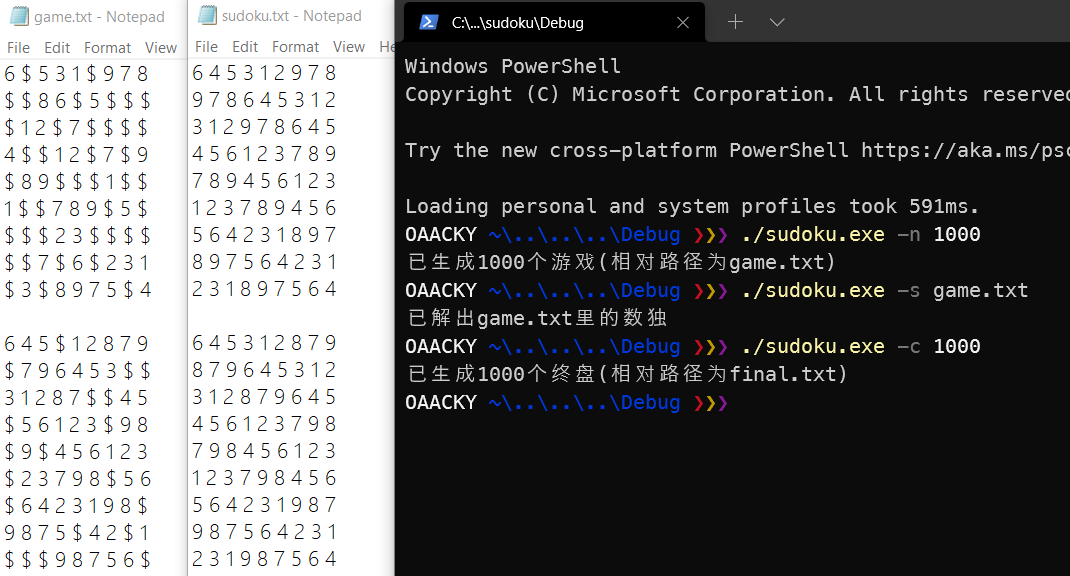 game.txt - Notepad
File Edit Format View
6 $ 5 3 1 $ 9 7 8
$ $ 8 6 $ 5 $ $ $
$ 1 2 $ 7 $ $ $ $
4 $ $ 1 2 $ 7 $ 9
$ 8 9 $ $ $ 1 $ $
1 $ $ 7 8 9 $ 5 $
$ $ $ 2 3 $ $ $ $
$ $ 7 $ 6 $ 2 3 1
$ 3 $ 8 9 7 5 $ 4
6 4 5 $ 1 2 8 7 9
$ 7 9 6 4 5 3 $ $
3 1 2 8 7 $ $ 4 5
$ 5 6 1 2 3 $ 9 8
$ 9 $ 4 5 6 1 2 3
$ 2 3 7 9 8 $ 5 6
$ 6 4 2 3 1 9 8 $
9 8 7 5 $ 4 2 $ 1
$ $ $ 9 8 7 5 6 $
sudoku.txt - Notepad
File Edit Format View He
6 4 5 3 1 2 9 7 8
9 7 8 6 4 5 3 1 2
3 1 2 9 7 8 6 4 5
4 5 6 1 2 3 7 8 9
7 8 9 4 5 6 1 2 3
1 2 3 7 8 9 4 5 6
5 6 4 2 3 1 8 9 7
8 9 7 5 6 4 2 3 1
2 3 1 8 9 7 5 6 4
6 4 5 3 1 2 8 7 9
8 7 9 6 4 5 3 1 2
3 1 2 8 7 9 6 4 5
4 5 6 1 2 3 7 9 8
7 9 8 4 5 6 1 2 3
1 2 3 7 9 8 4 5 6
5 6 4 2 3 1 9 8 7
9 8 7 5 6 4 2 3 1
2 3 1 9 8 7 5 6 4
C:\...\sudoku\Debug
Windows PowerShell
Copyright (C) Microsoft Corporation. All rights reserved
Try the new cross-platform PowerShell https://aka.ms/psc
Loading personal and system profiles took 591ms.
OAACKY ~\..\..\..\Debug ❯❯❯ ./sudoku.exe -n 1000
已生成1000个游戏(相对路径为game.txt)
OAACKY ~\..\..\..\Debug ❯❯❯ ./sudoku.exe -s game.txt
已解出game.txt里的数独
OAACKY ~\..\..\..\Debug ❯❯❯ ./sudoku.exe -c 1000
已生成1000个终盘(相对路径为final.txt)
OAACKY ~\..\..\..\Debug ❯❯❯